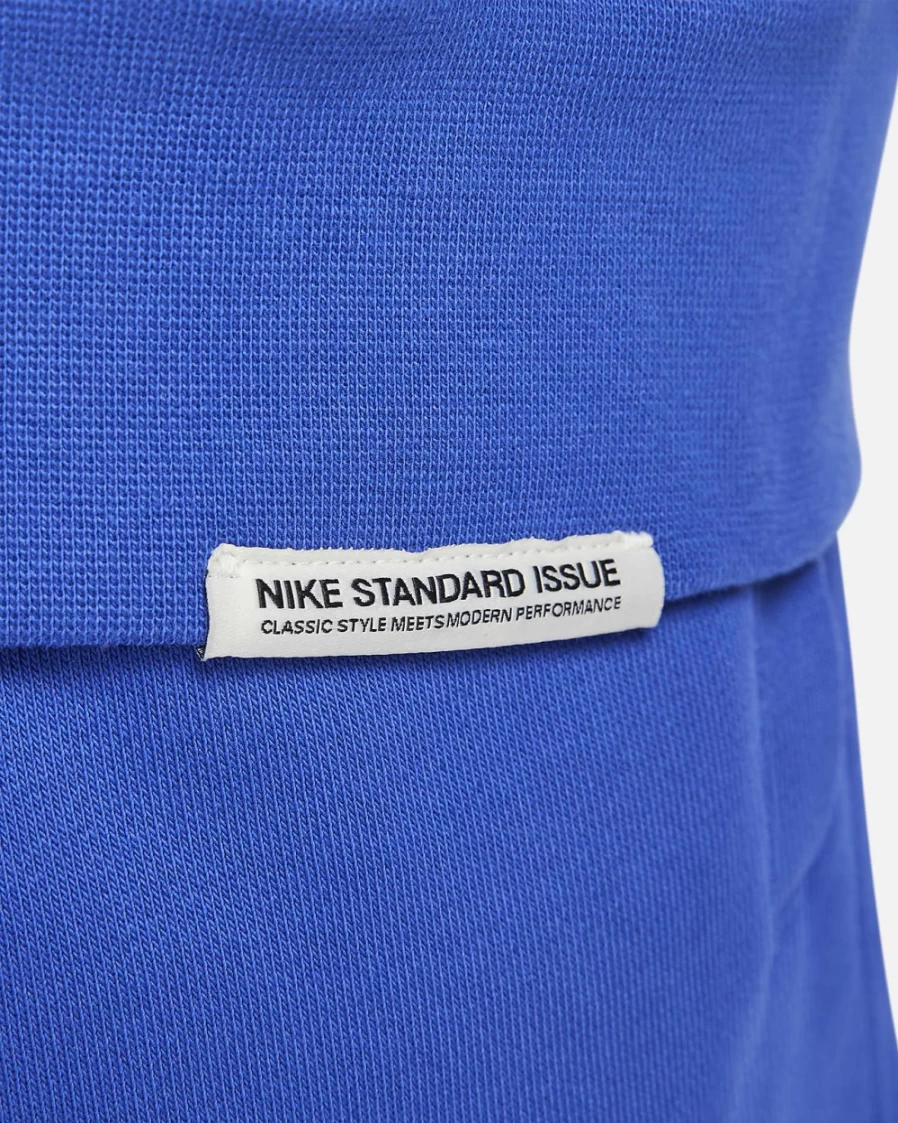 NIKE STANDARD ISSUE
CLASSIC STYLE MEETS MODERN PERFORMANCE